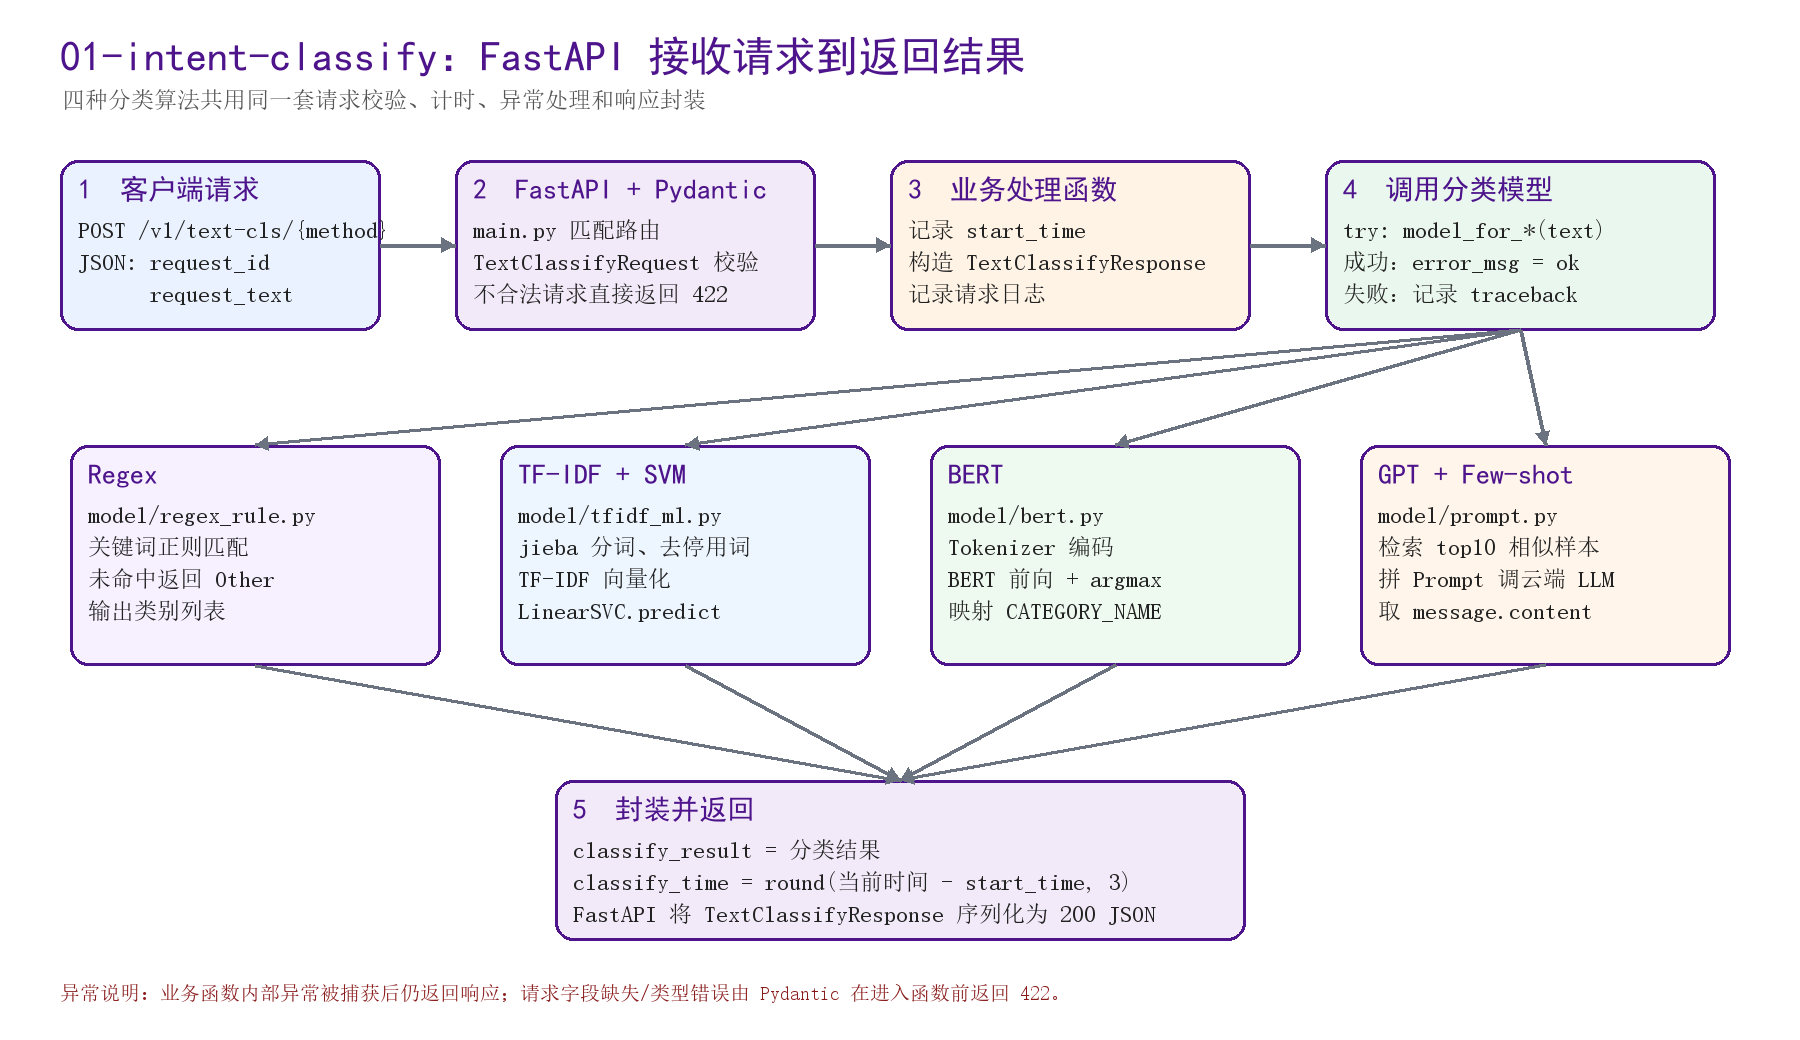 01-intent-classify：FastAPI 接收请求到返回结果
四种分类算法共用同一套请求校验、计时、异常处理和响应封装
1 客户端请求
POST /v1/text-cls/{method}
JSON: request_id
request_text
2 FastAPI + Pydantic
main.py 匹配路由
TextClassifyRequest 校验
不合法请求直接返回 422
3 业务处理函数
记录 start_time
构造 TextClassifyResponse
记录请求日志
4 调用分类模型
try: model_for_*(text)
成功：error_msg = ok
失败：记录 traceback
Regex
model/regex_rule.py
关键词正则匹配
未命中返回 Other
输出类别列表
TF-IDF + SVM
model/tfidf_ml.py
jieba 分词、去停用词
TF-IDF 向量化
LinearSVC.predict
BERT
model/bert.py
Tokenizer 编码
BERT 前向 + argmax
映射 CATEGORY_NAME
GPT + Few-shot
model/prompt.py
检索 top10 相似样本
拼 Prompt 调云端 LLM
取 message.content
5 封装并返回
classify_result = 分类结果
classify_time = round(当前时间 - start_time, 3)
FastAPI 将 TextClassifyResponse 序列化为 200 JSON
异常说明：业务函数内部异常被捕获后仍返回响应；请求字段缺失/类型错误由 Pydantic 在进入函数前返回 422。